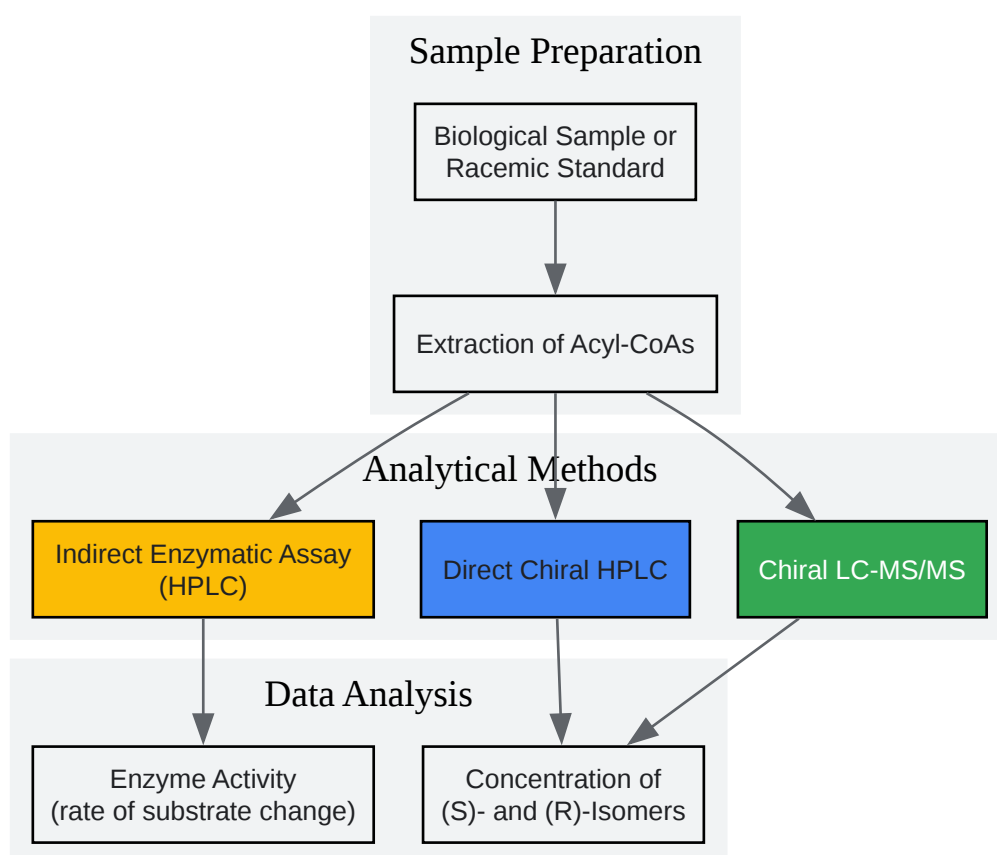 Sample Preparation
Biological Sample or
Racemic Standard
Extraction of Acyl-CoAs
Analytical Methods
Indirect Enzymatic Assay
(HPLC)
Direct Chiral HPLC
Chiral LC-MS/MS
Data Analysis
Enzyme Activity
(rate of substrate change)
Concentration of
(S)- and (R)-Isomers